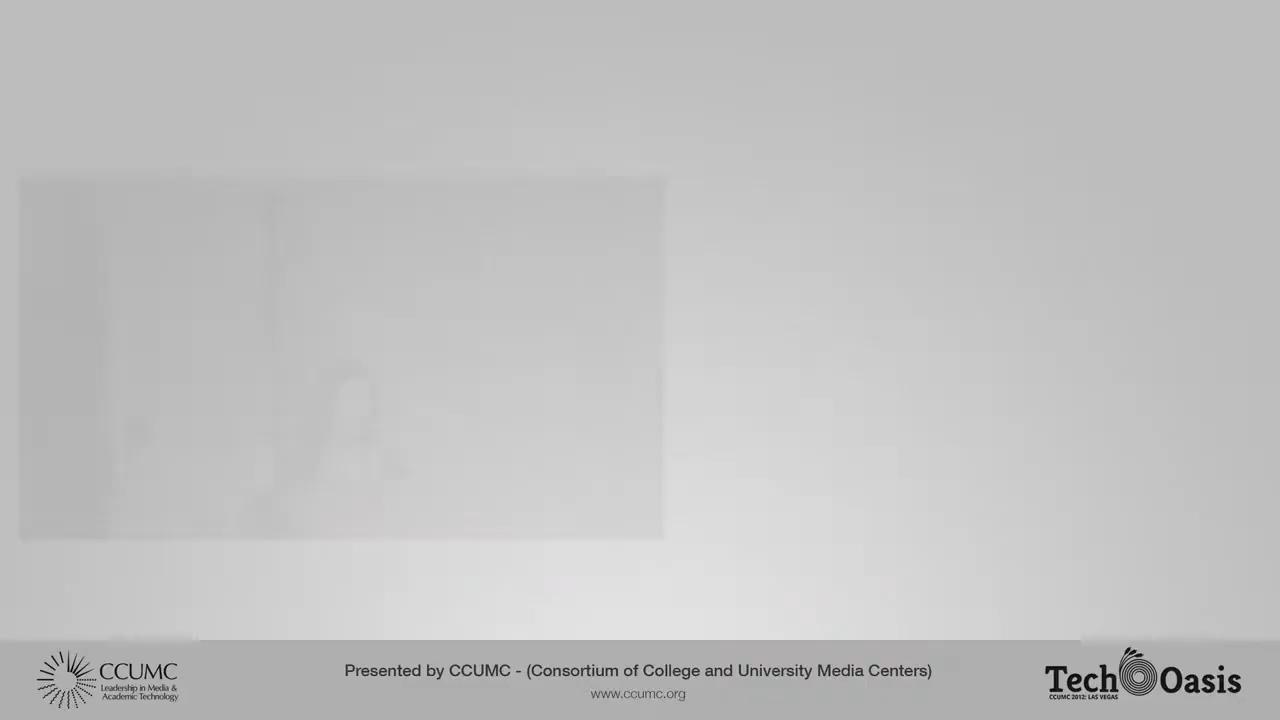 CCUMC
Leadership in Media &
Academic Technology
Presented by CCUMC - (Consortium of College and University Media Centers)
www.ccumc.org
Tech Oasis
CCUMC 2012: LAS VEGAS